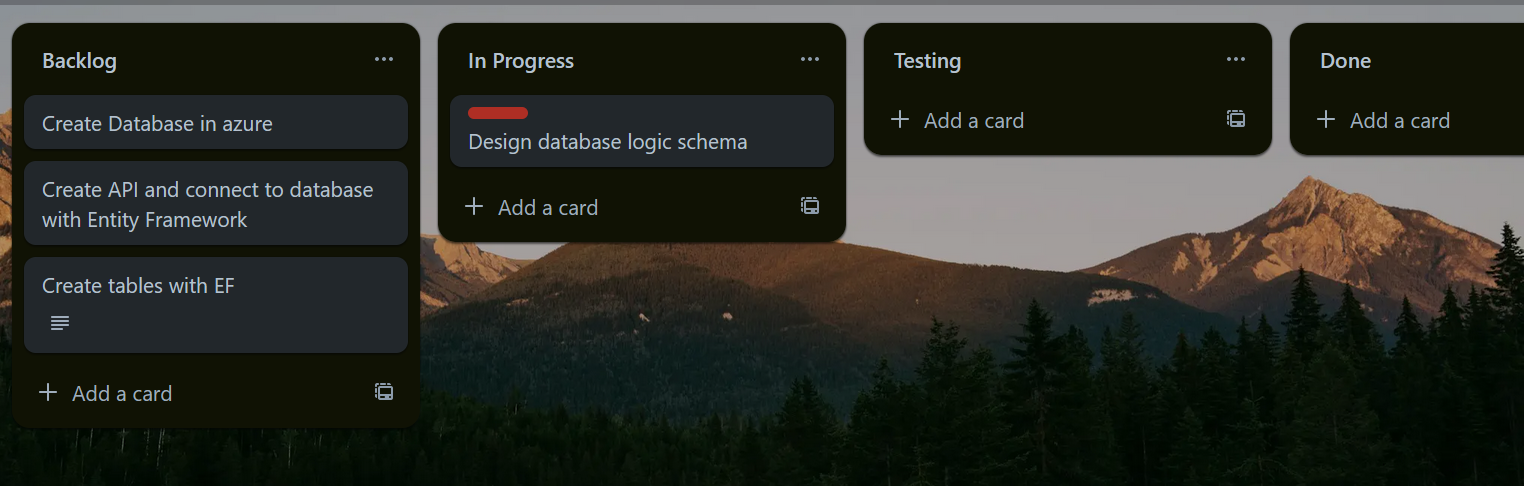 Backlog
Create Database in azure
Create API and connect to database
with Entity Framework
Create tables with EF
Add a card
In Progress
Design database logic schema
Add a card
Testing
Add a card
Done
Add a card